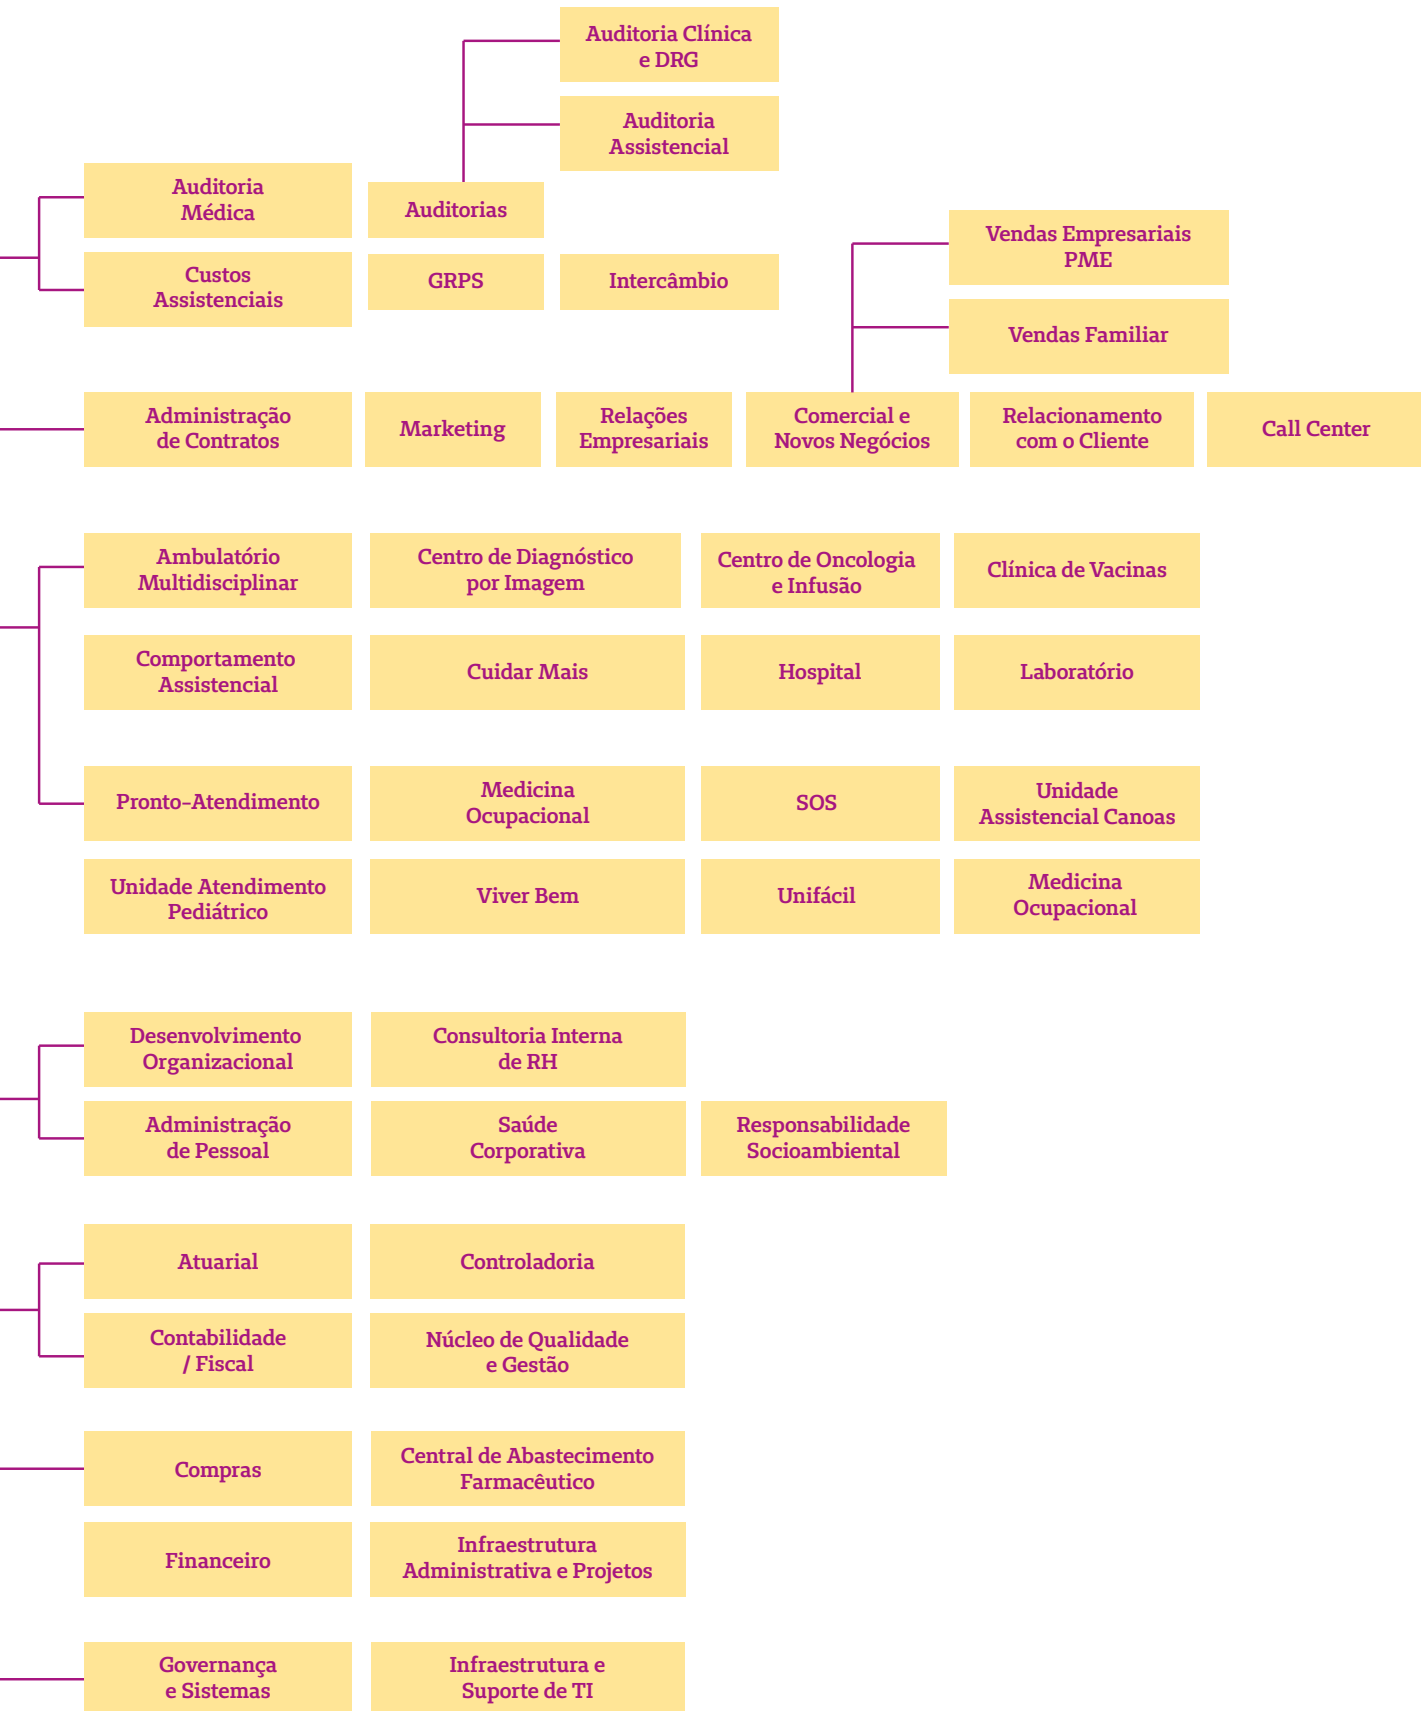 Auditoria Clínica
e DRG
Auditoria
Assistencial
Auditoria
Médica
Auditorias
Custos
Assistenciais
GRPS
Intercâmbio
Vendas Empresariais
PME
Vendas Familiar
Administração
de Contratos
Marketing
Relações
Empresariais
Comercial e
Novos Negócios
Relacionamento
com o Cliente
Call Center
Ambulatório
Multidisciplinar
Centro de Diagnóstico
por Imagem
Centro de Oncologia
e Infusão
Clínica de Vacinas
Comportamento
Assistencial
Cuidar Mais
Hospital
Laboratório
Pronto-Atendimento
Medicina
Ocupacional
SOS
Unidade
Assistencial Canoas
Unidade Atendimento
Pediátrico
Viver Bem
Unifácil
Medicina
Ocupacional
Desenvolvimento
Organizacional
Consultoria Interna
de RH
Administração
de Pessoal
Saúde
Corporativa
Responsabilidade
Socioambiental
Atuarial
Controladoria
Contabilidade
/ Fiscal
Núcleo de Qualidade
e Gestão
Compras
Central de Abastecimento
Farmacêutico
Financeiro
Infraestrutura
Administrativa e Projetos
Governança
e Sistemas
Infraestrutura e
Suporte de TI